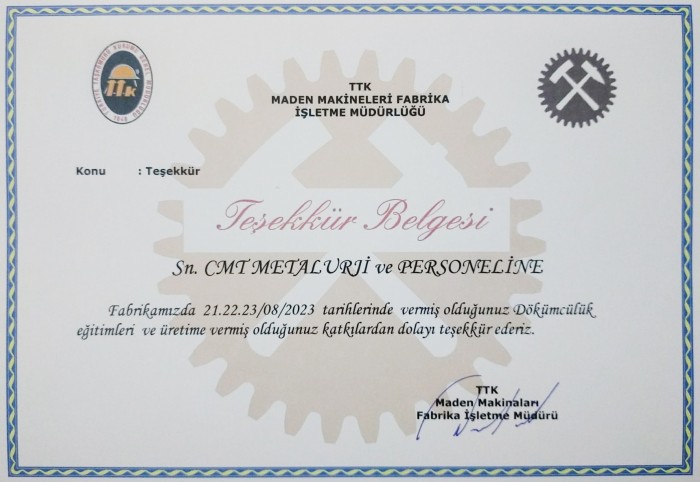 TTK
TTK
MADEN MAKİNELERİ FABRİKA
İŞLETME MÜDÜRLÜĞÜ
Konu : Teşekkür
Teşekkür Belgesi
Sn. CMT METALURJİ ve PERSONELİNE
Fabrikamızda 21.22.23/08/2023 tarihlerinde vermiş olduğunuz Dökümcülük
eğitimleri ve üretime vermiş olduğunuz katkılardan dolayı teşekkür ederiz.
TTK
Maden Makinaları
Fabrika İşletme Müdürü